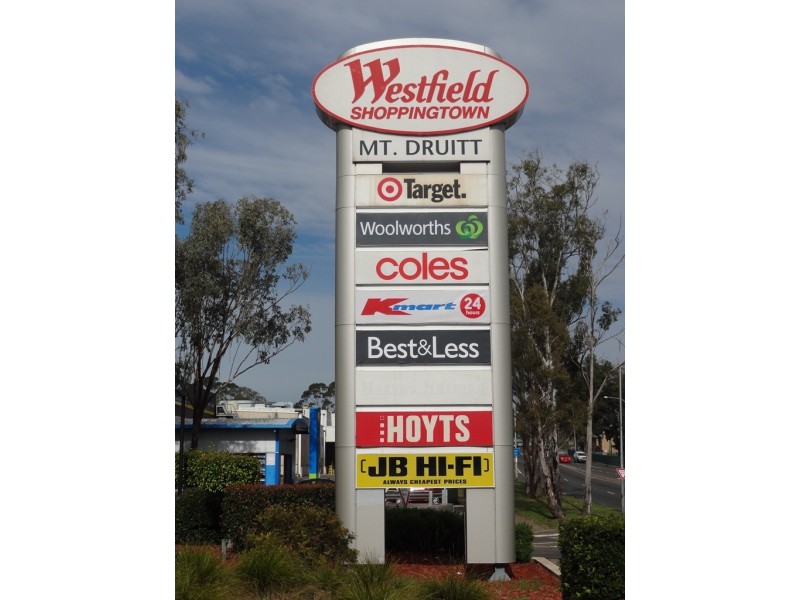 Westfield
SHOPPINGTOWN
MT. DRUITT
Target.
Woolworths
coles
Kmart 24
hours
Best&Less
HOYTS
JB HI-FI
ALWAYS CHEAPEST PRICES